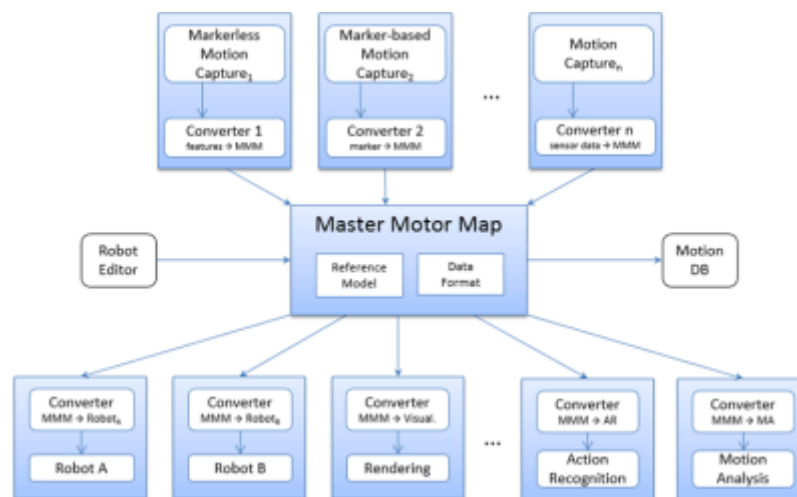 Markerless
Motion
Capture₁
Converter 1
features → MMM
Marker-based
Motion
Capture₂
Converter 2
marker → MMM
...
Motion
Captureₙ
Converter n
sensor data → MMM
Master Motor Map
Reference
Model
Data
Format
Robot
Editor
Motion
DB
Converter
MMM → Robotₐ
Robot A
Converter
MMM → Robot_B
Robot B
Converter
MMM → Visual.
Rendering
...
Converter
MMM → AR
Action
Recognition
Converter
MMM → MA
Motion
Analysis